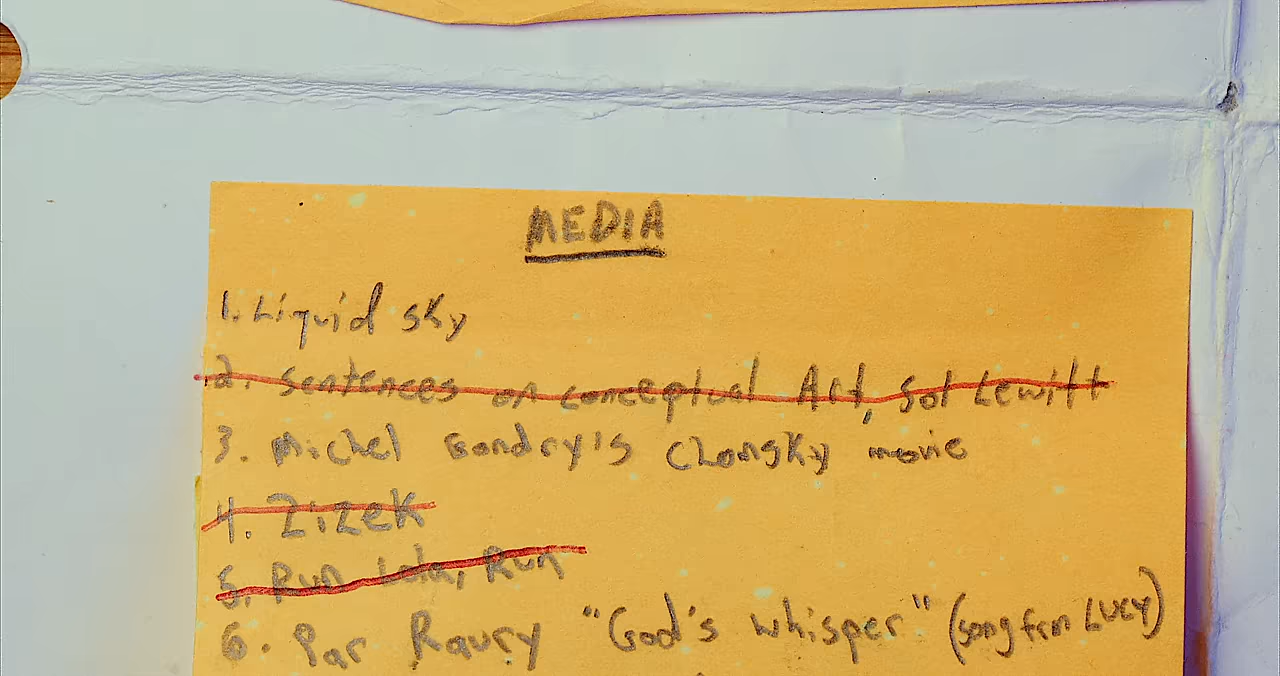 MEDIA
1. Liquid sky
2. sentences on conceptual Art, Sol Lewitt
3. Michel Gondry's Chomsky movie
4. Zizek
5. Run Lola, Run
6. Par Raury "God's whisper" (song from LUCY)